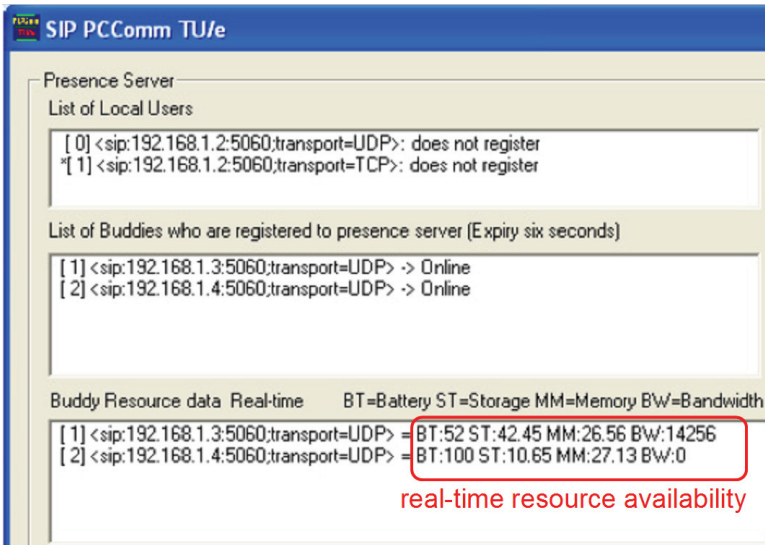 SIP PCComm TU/e
Presence Server
List of Local Users
[ 0] <sip:192.168.1.2:5060;transport=UDP>: does not register
*[ 1] <sip:192.168.1.2:5060;transport=TCP>: does not register
List of Buddies who are registered to presence server (Expiry six seconds)
[ 1] <sip:192.168.1.3:5060;transport=UDP> -> Online
[ 2] <sip:192.168.1.4:5060;transport=UDP> -> Online
Buddy Resource data Real-time BT=Battery ST=Storage MM=Memory BW=Bandwidth
[ 1] <sip:192.168.1.3:5060;transport=UDP> = BT:52 ST:42.45 MM:26.56 BW:14256
[ 2] <sip:192.168.1.4:5060;transport=UDP> = BT:100 ST:10.65 MM:27.13 BW:0
real-time resource availability